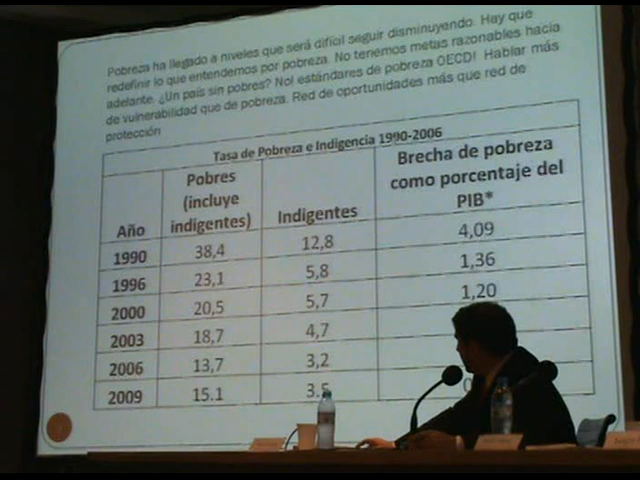 Pobreza ha llegado a niveles que será difícil seguir disminuyendo. Hay que
redefinir lo que entendemos por pobreza. No tenemos metas razonables hacia
adelante. ¿Un país sin pobres? No! estándares de pobreza OECD! Hablar más
de vulnerabilidad que de pobreza. Red de oportunidades más que red de
protección
Tasa de Pobreza e Indigencia 1990-2006
Año Pobres (incluye indigentes) Indigentes Brecha de pobreza como porcentaje del PIB*
1990 38,4 12,8 4,09
1996 23,1 5,8 1,36
2000 20,5 5,7 1,20
2003 18,7 4,7
2006 13,7 3,2
2009 15.1 3.5